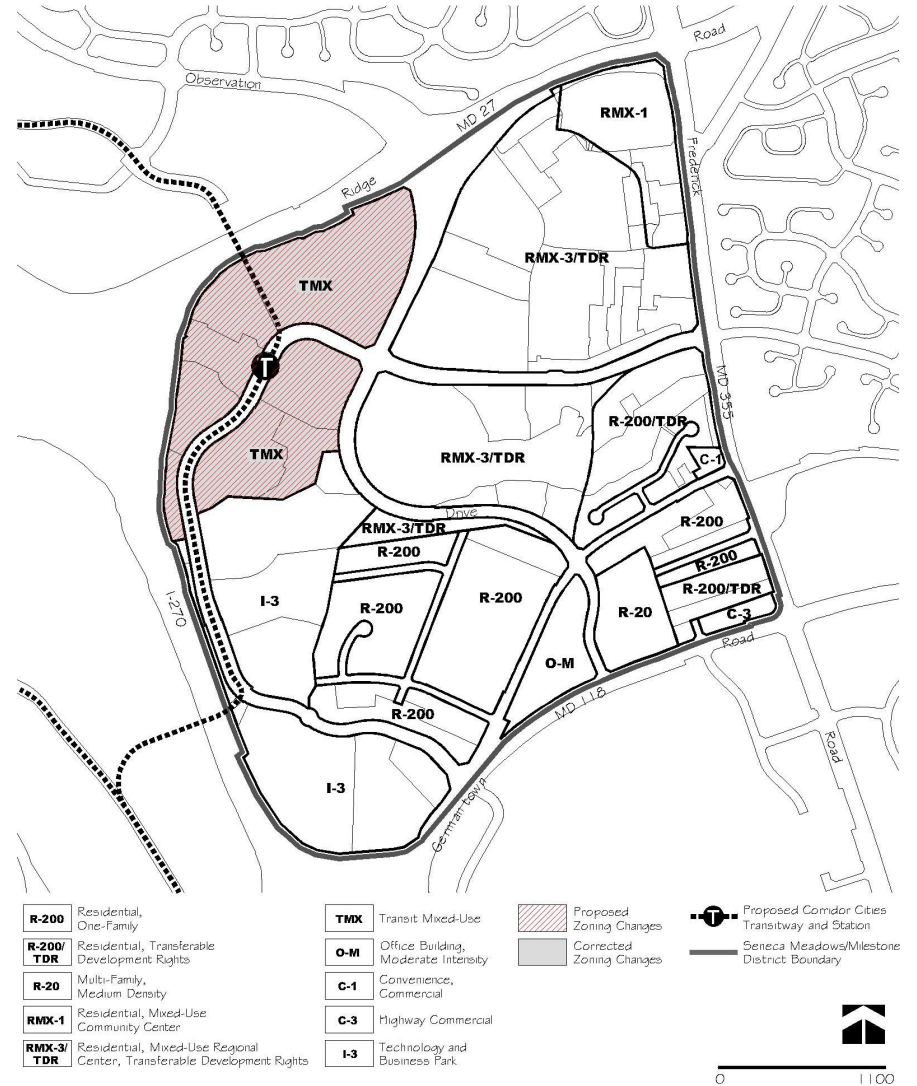 Road
Observation
MD 27
RMX-1
Frederick
Ridge
RMX-3/TDR
TMX
T
MD 355
R-200/TDR
TMX
RMX-3/TDR
C-1
Drive
RMX-3/TDR
R-200
R-200
R-200
I-3
R-200
R-200
R-200/TDR
R-20
C-3
I-270
Road
O-M
MD 118
R-200
Road
I-3
Germantown
R-200
Residential,
One-Family
R-200/
TDR
Residential, Transferable
Development Rights
R-20
Multi-Family,
Medium Density
RMX-1
Residential, Mixed-Use
Community Center
RMX-3/
TDR
Residential, Mixed-Use Regional
Center, Transferable Development Rights
TMX
Transit Mixed-Use
O-M
Office Building,
Moderate Intensity
C-1
Convenience,
Commercial
C-3
Highway Commercial
I-3
Technology and
Business Park
Proposed
Zoning Changes
Corrected
Zoning Changes
T
Proposed Corridor Cities
Transitway and Station
Seneca Meadows/Milestone
District Boundary
0 1100